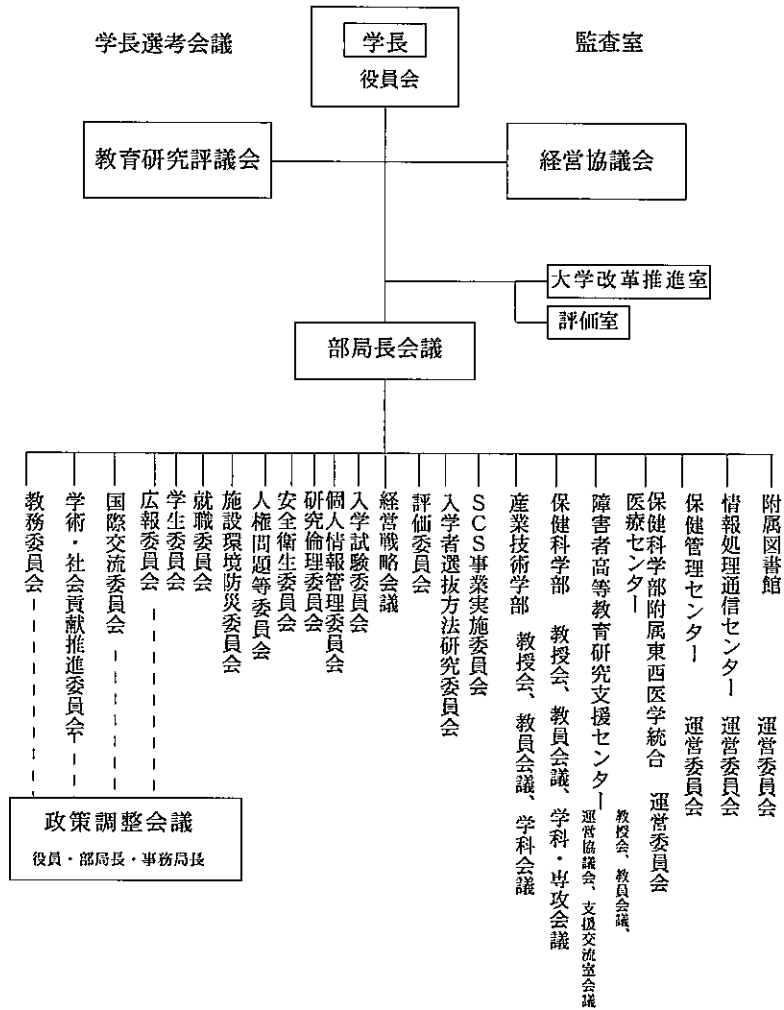 学長選考会議
学長
役員会
監査室
教育研究評議会
経営協議会
大学改革推進室
評価室
部局長会議
教務委員会
学術・社会貢献推進委員会
国際交流委員会
広報委員会
学生委員会
就職委員会
施設環境防災委員会
人権問題等委員会
安全衛生委員会
研究倫理委員会
個人情報管理委員会
入学試験委員会
経営戦略会議
評価委員会
入学者選抜方法研究委員会
SCS事業実施委員会
産業技術学部 教授会、教員会議、学科会議
保健科学部 教授会、教員会議、学科・専攻会議
障害者高等教育研究支援センター
教授会、教員会議、
運営協議会、支援交流室会議
保健科学部附属東西医学統合
医療センター
運営委員会
保健管理センター 運営委員会
情報処理通信センター 運営委員会
附属図書館 運営委員会
政策調整会議
役員・部局長・事務局長